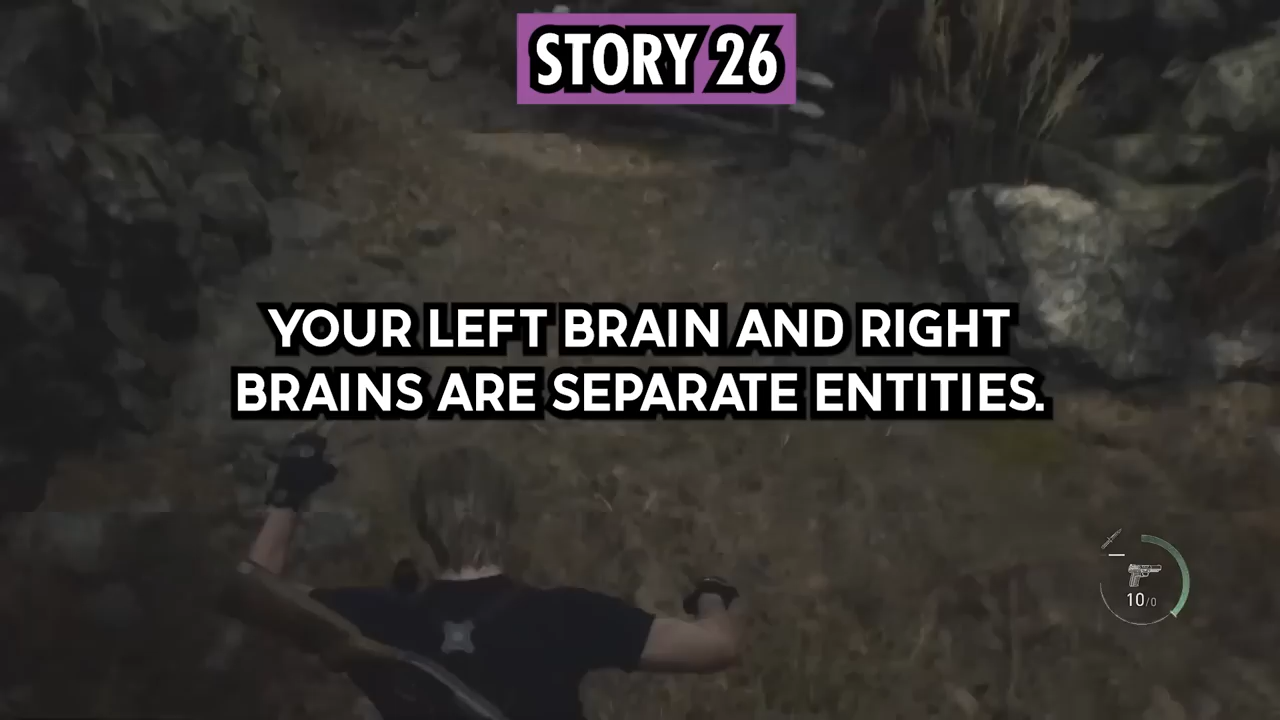 STORY 26
YOUR LEFT BRAIN AND RIGHT
BRAINS ARE SEPARATE ENTITIES.
10/0